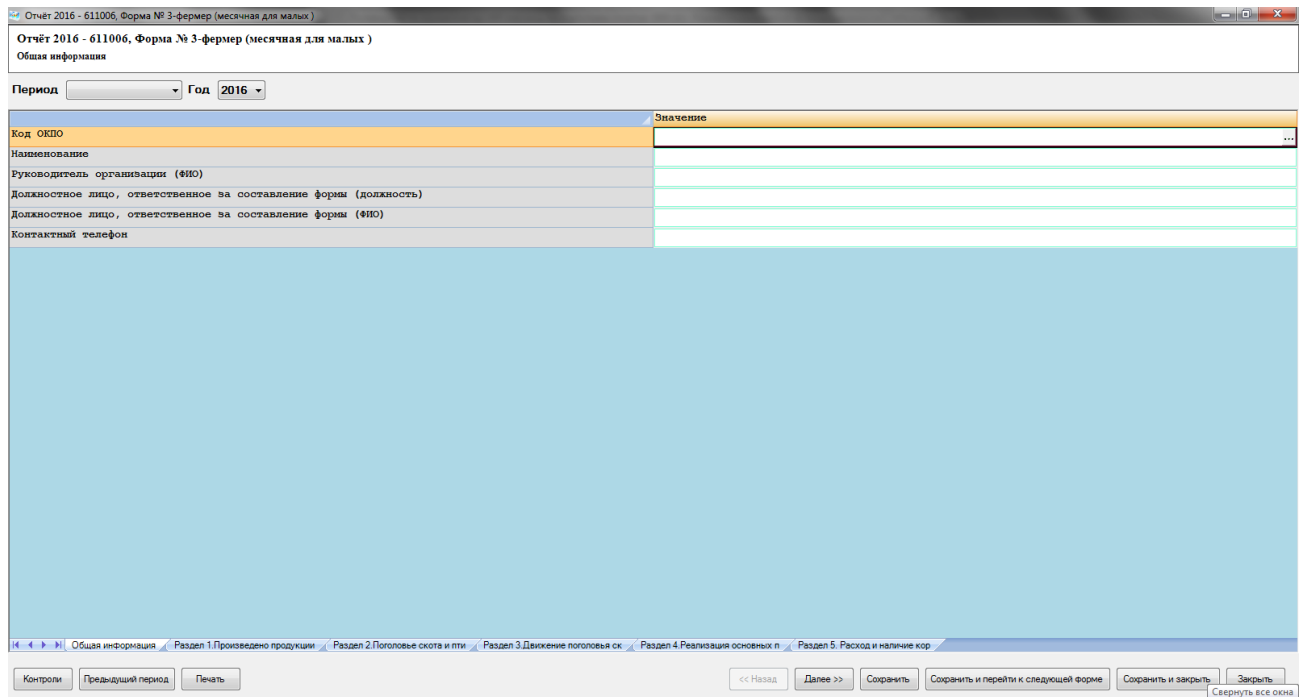 Отчёт 2016 - 611006, Форма № 3-фермер (месячная для малых )
Отчёт 2016 - 611006, Форма № 3-фермер (месячная для малых )
Общая информация
Период Год 2016
Значение
Код ОКПО ...
Наименование
Руководитель организации (ФИО)
Должностное лицо, ответственное за составление формы (должность)
Должностное лицо, ответственное за составление формы (ФИО)
Контактный телефон
Общая информация Раздел 1.Произведено продукции Раздел 2.Поголовье скота и пти Раздел 3.Движение поголовья ск Раздел 4.Реализация основных п Раздел 5. Расход и наличие кор
Контроли Предыдущий период Печать << Назад Далее >> Сохранить Сохранить и перейти к следующей форме Сохранить и закрыть Закрыть
Свернуть все окна